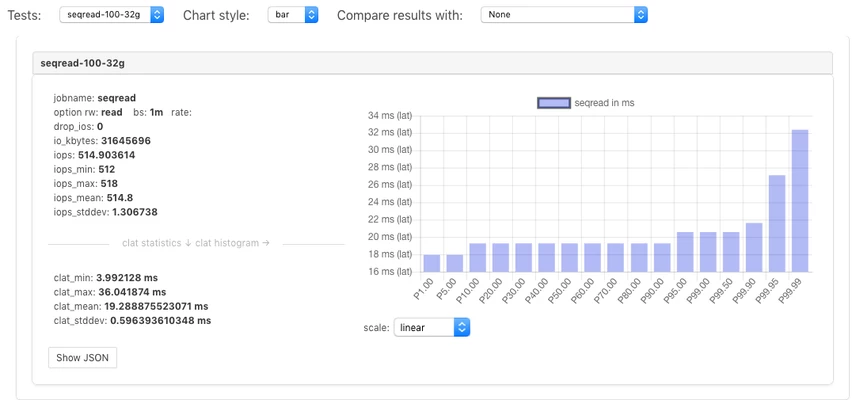 Tests: seqread-100-32g Chart style: bar Compare results with: None
seqread-100-32g
jobname: seqread
option rw: read bs: 1m rate:
drop_ios: 0
io_kbytes: 31645696
iops: 514.903614
iops_min: 512
iops_max: 518
iops_mean: 514.8
iops_stddev: 1.306738
clat statistics ↓ clat histogram →
clat_min: 3.992128 ms
clat_max: 36.041874 ms
clat_mean: 19.288875523071 ms
clat_stddev: 0.596393610348 ms
Show JSON
seqread in ms
34 ms (lat)
32 ms (lat)
30 ms (lat)
28 ms (lat)
26 ms (lat)
24 ms (lat)
22 ms (lat)
20 ms (lat)
18 ms (lat)
16 ms (lat)
P1.00 P5.00 P10.00 P20.00 P30.00 P40.00 P50.00 P60.00 P70.00 P80.00 P90.00 P95.00 P99.00 P99.50 P99.90 P99.95 P99.99
scale: linear